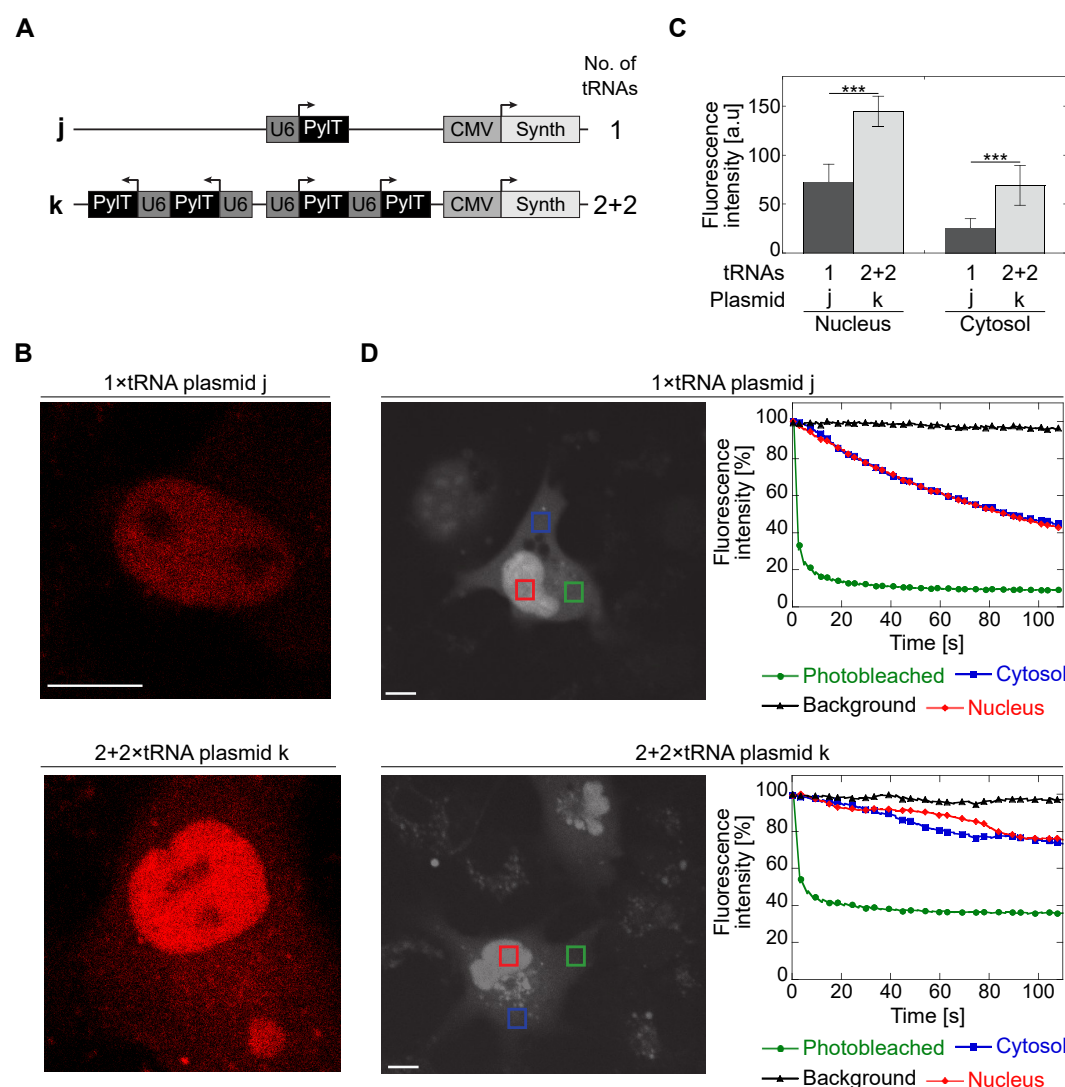 A
No. of
tRNAs
j
U6 PylT CMV Synth
1
k
PylT U6 PylT U6 U6 PylT U6 PylT CMV Synth
2+2
C
Fluorescence
intensity [a.u]
150
100
50
0
***
***
tRNAs 1 2+2 1 2+2
Plasmid j k j k
Nucleus Cytosol
B
1×tRNA plasmid j
2+2×tRNA plasmid k
D
1×tRNA plasmid j
Fluorescence
intensity [%]
100
80
60
40
20
0
0 20 40 60 80 100
Time [s]
Photobleached Cytosol
Background Nucleus
2+2×tRNA plasmid k
Fluorescence
intensity [%]
100
80
60
40
20
0
0 20 40 60 80 100
Time [s]
Photobleached Cytosol
Background Nucleus